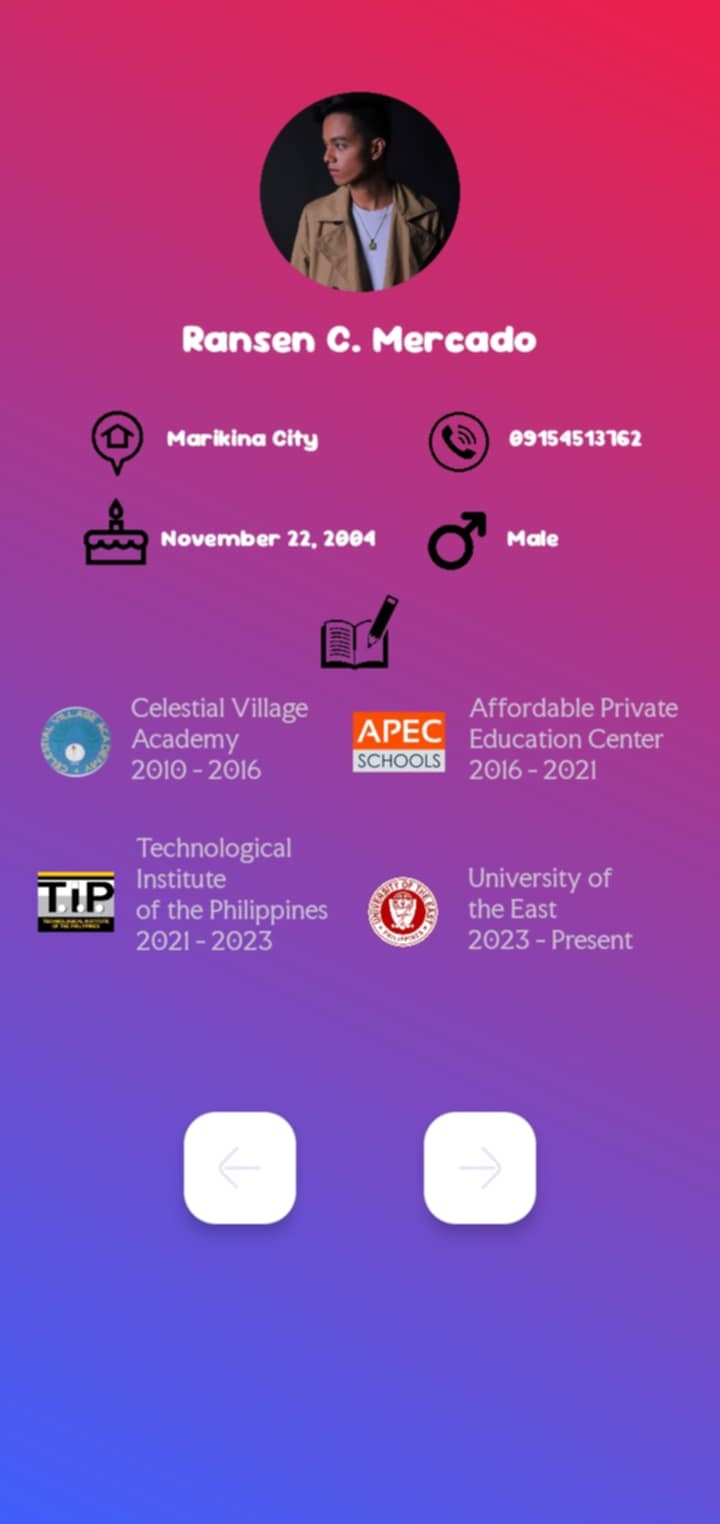 Ransen C. Mercado
Marikina City
09154513762
November 22, 2004
Male
Celestial Village
Academy
2010 - 2016
APEC
SCHOOLS
Affordable Private
Education Center
2016 - 2021
T.I.P
TECHNOLOGICAL INSTITUTE
OF THE PHILIPPINES
Technological
Institute
of the Philippines
2021 - 2023
UNIVERSITY OF THE EAST
PHILIPPINES
University of
the East
2023 - Present
CELESTIAL VILLAGE ACADEMY